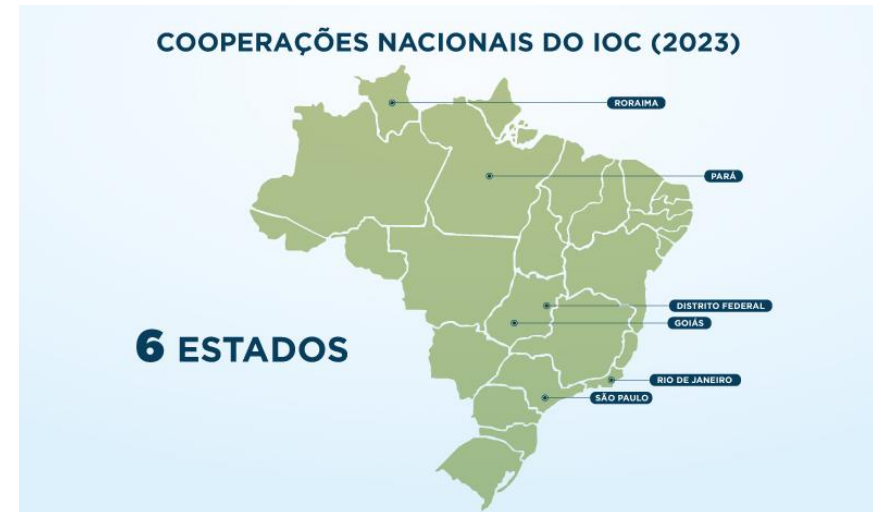 COOPERAÇÕES NACIONAIS DO IOC (2023)
RORAIMA
PARÁ
DISTRITO FEDERAL
GOIÁS
6 ESTADOS
RIO DE JANEIRO
SÃO PAULO